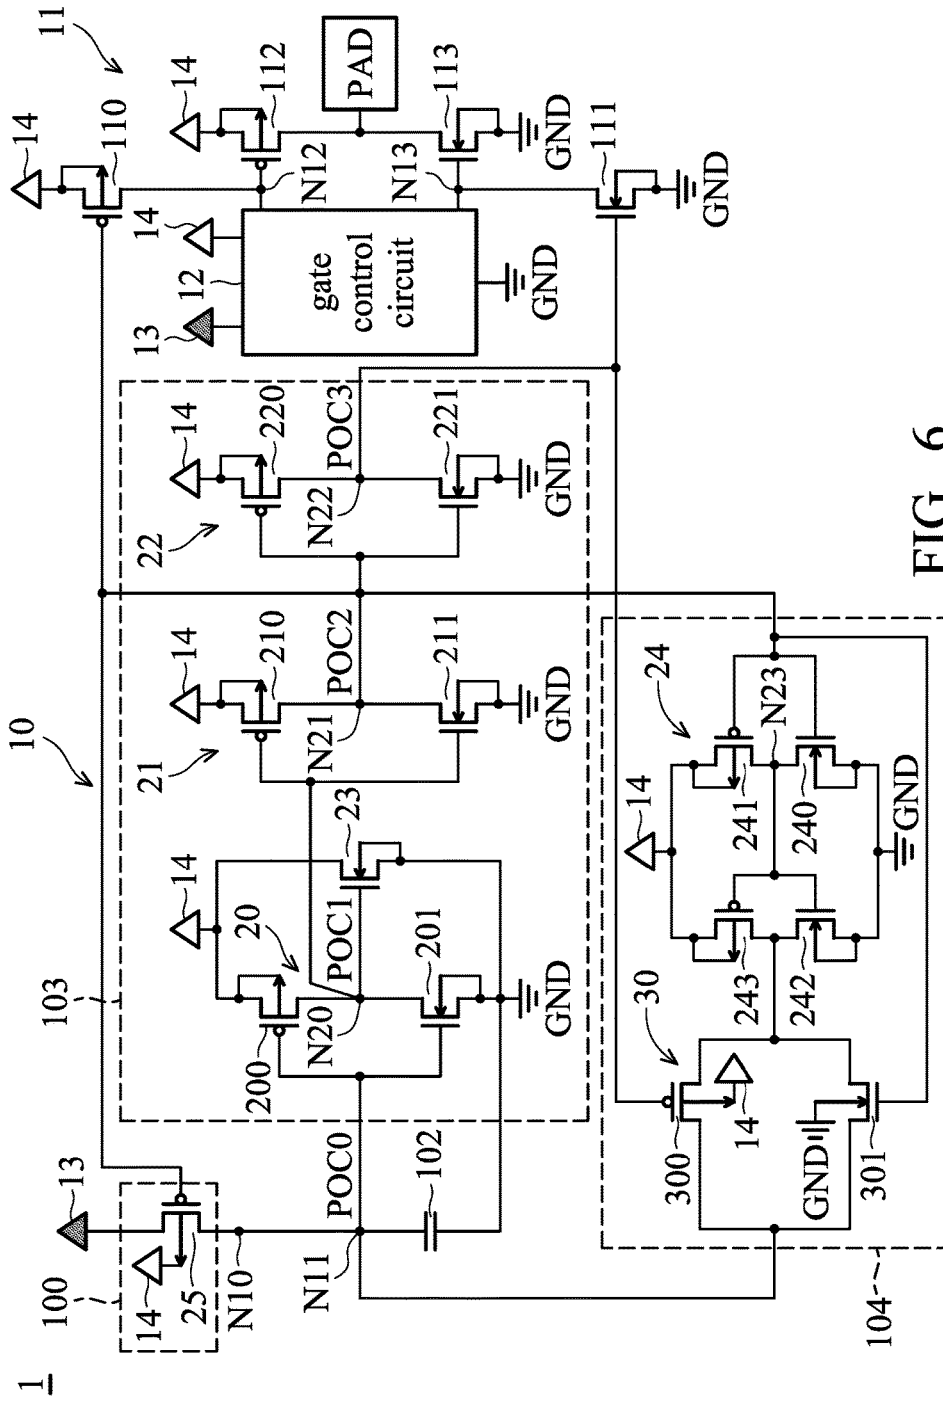 1
10
11
100
13
14
25
N10
N11
POC0
102
103
14
200
20
N20
POC1
201
23
GND
14
21
210
N21
POC2
211
GND
14
22
220
N22
POC3
221
GND
13
12
14
gate
control
circuit
GND
14
110
14
112
N12
PAD
N13
113
GND
111
GND
104
30
300
14
GND
301
14
24
243
241
N23
242
240
GND
FIG. 6